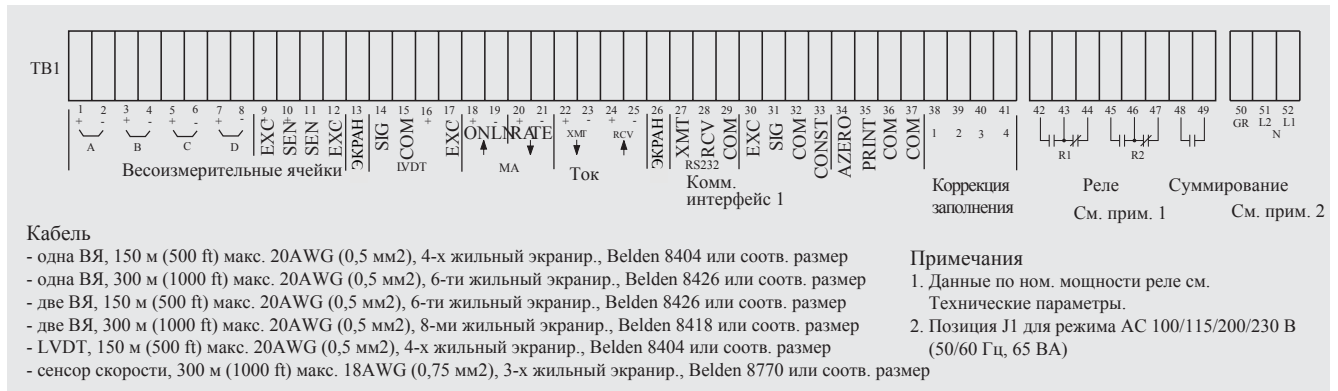 TB1
1 2 3 4 5 6 7 8 9 10 11 12 13 14 15 16 17 18 19 20 21 22 23 24 25 26 27 28 29 30 31 32 33 34 35 36 37 38 39 40 41 42 43 44 45 46 47 48 49 50 51 52
+ - + - + - + - + + + + - + - + - + -
A B C D
EXC SEN SEN EXC ЭКРАН SIG COM EXC ONLN RATE XMT RCV ЭКРАН XMT RCV COM EXC SIG COM CONST AZERO PRINT COM COM 1 2 3 4 R1 R2 GR L2 L1
N
Весоизмерительные ячейки LVDT MA Ток RS232
Комм.
интерфейс 1
Коррекция
заполнения
Реле
См. прим. 1
Суммирование
См. прим. 2
Кабель
- одна ВЯ, 150 м (500 ft) макс. 20AWG (0,5 мм2), 4-х жильный экранир., Belden 8404 или соотв. размер
- одна ВЯ, 300 м (1000 ft) макс. 20AWG (0,5 мм2), 6-ти жильный экранир., Belden 8426 или соотв. размер
- две ВЯ, 150 м (500 ft) макс. 20AWG (0,5 мм2), 6-ти жильный экранир., Belden 8426 или соотв. размер
- две ВЯ, 300 м (1000 ft) макс. 20AWG (0,5 мм2), 8-ми жильный экранир., Belden 8418 или соотв. размер
- LVDT, 150 м (500 ft) макс. 20AWG (0,5 мм2), 4-х жильный экранир., Belden 8404 или соотв. размер
- сенсор скорости, 300 м (1000 ft) макс. 18AWG (0,75 мм2), 3-х жильный экранир., Belden 8770 или соотв. размер
Примечания
1. Данные по ном. мощности реле см.
Технические параметры.
2. Позиция J1 для режима AC 100/115/200/230 В
(50/60 Гц, 65 ВА)